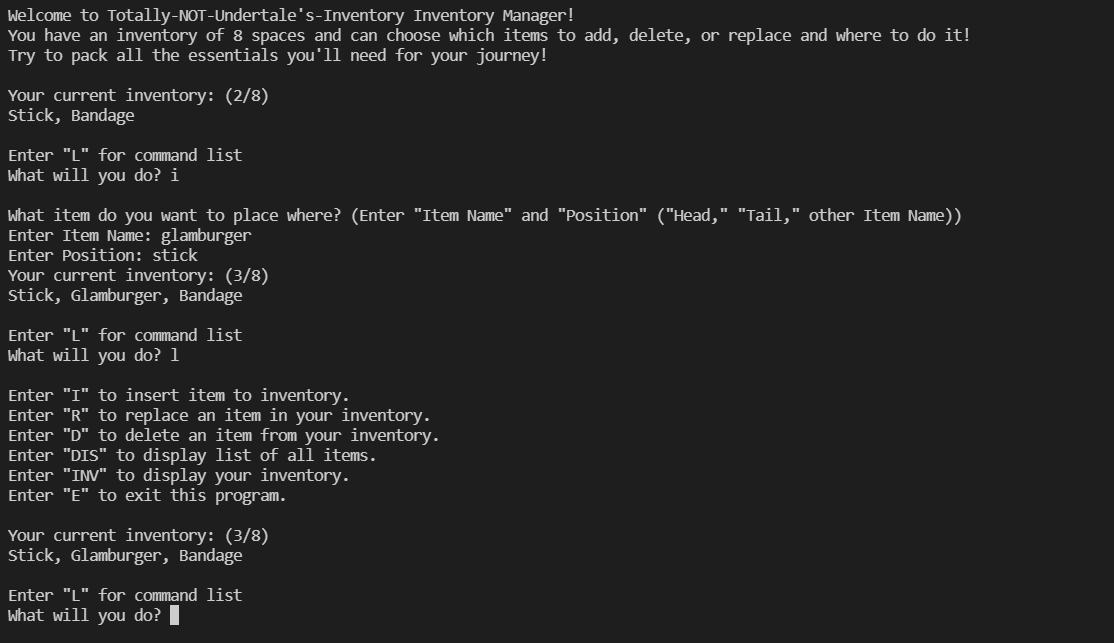 Welcome to Totally-NOT-Undertale's-Inventory Inventory Manager!
You have an inventory of 8 spaces and can choose which items to add, delete, or replace and where to do it!
Try to pack all the essentials you'll need for your journey!
Your current inventory: (2/8)
Stick, Bandage
Enter "L" for command list
What will you do? i
What item do you want to place where? (Enter "Item Name" and "Position" ("Head," "Tail," other Item Name))
Enter Item Name: glamburger
Enter Position: stick
Your current inventory: (3/8)
Stick, Glamburger, Bandage
Enter "L" for command list
What will you do? l
Enter "I" to insert item to inventory.
Enter "R" to replace an item in your inventory.
Enter "D" to delete an item from your inventory.
Enter "DIS" to display list of all items.
Enter "INV" to display your inventory.
Enter "E" to exit this program.
Your current inventory: (3/8)
Stick, Glamburger, Bandage
Enter "L" for command list
What will you do?